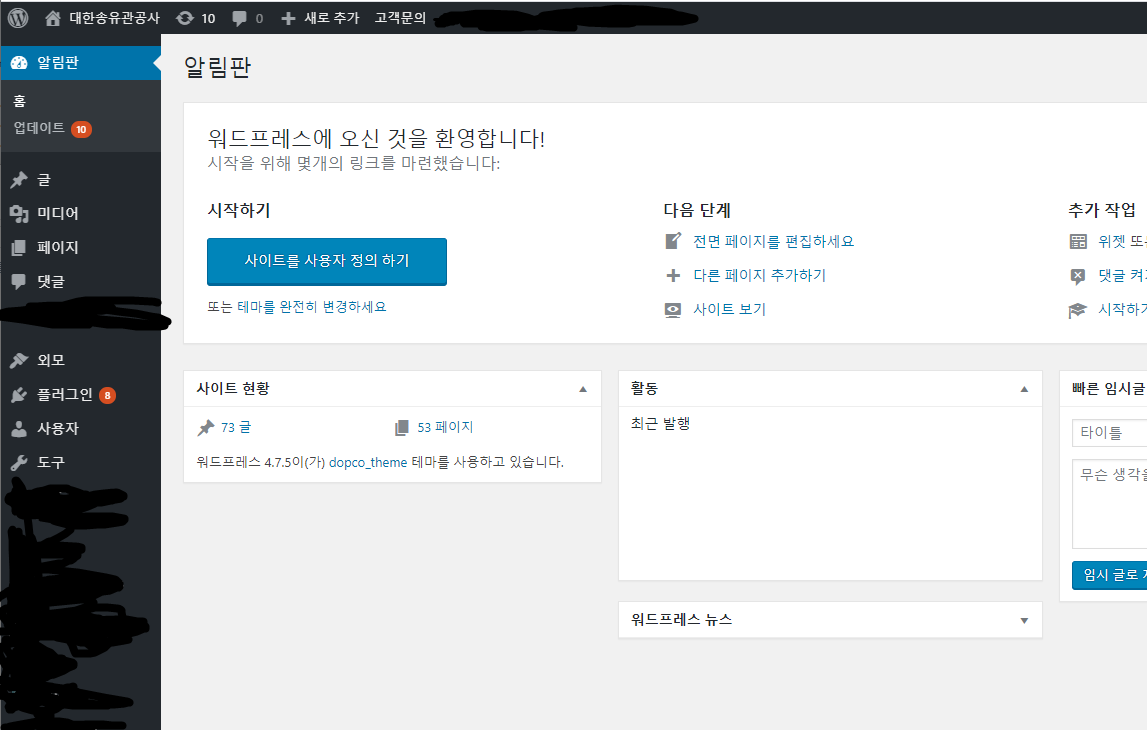 대한송유관공사 10 0 새로 추가 고객문의
알림판
홈
업데이트 10
글
미디어
페이지
댓글
외모
플러그인 8
사용자
도구
알림판
워드프레스에 오신 것을 환영합니다!
시작을 위해 몇개의 링크를 마련했습니다:
시작하기
사이트를 사용자 정의 하기
또는 테마를 완전히 변경하세요
다음 단계
전면 페이지를 편집하세요
다른 페이지 추가하기
사이트 보기
추가 작업
위젯
댓글
시작하기
사이트 현황
73 글 53 페이지
워드프레스 4.7.5이(가) dopco_theme 테마를 사용하고 있습니다.
활동
최근 발행
워드프레스 뉴스
빠른 임시글
타이틀
무슨 생각을
임시 글로